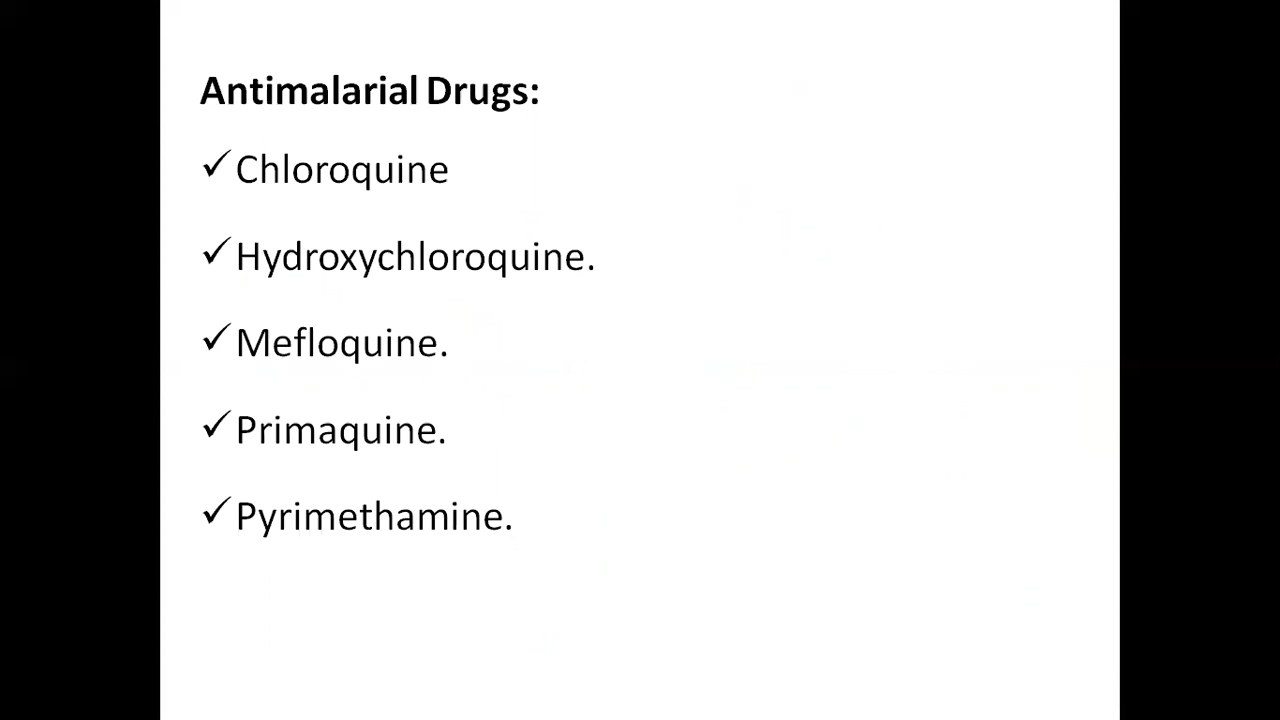 Antimalarial Drugs:
✓Chloroquine
✓Hydroxychloroquine.
✓Mefloquine.
✓Primaquine.
✓Pyrimethamine.